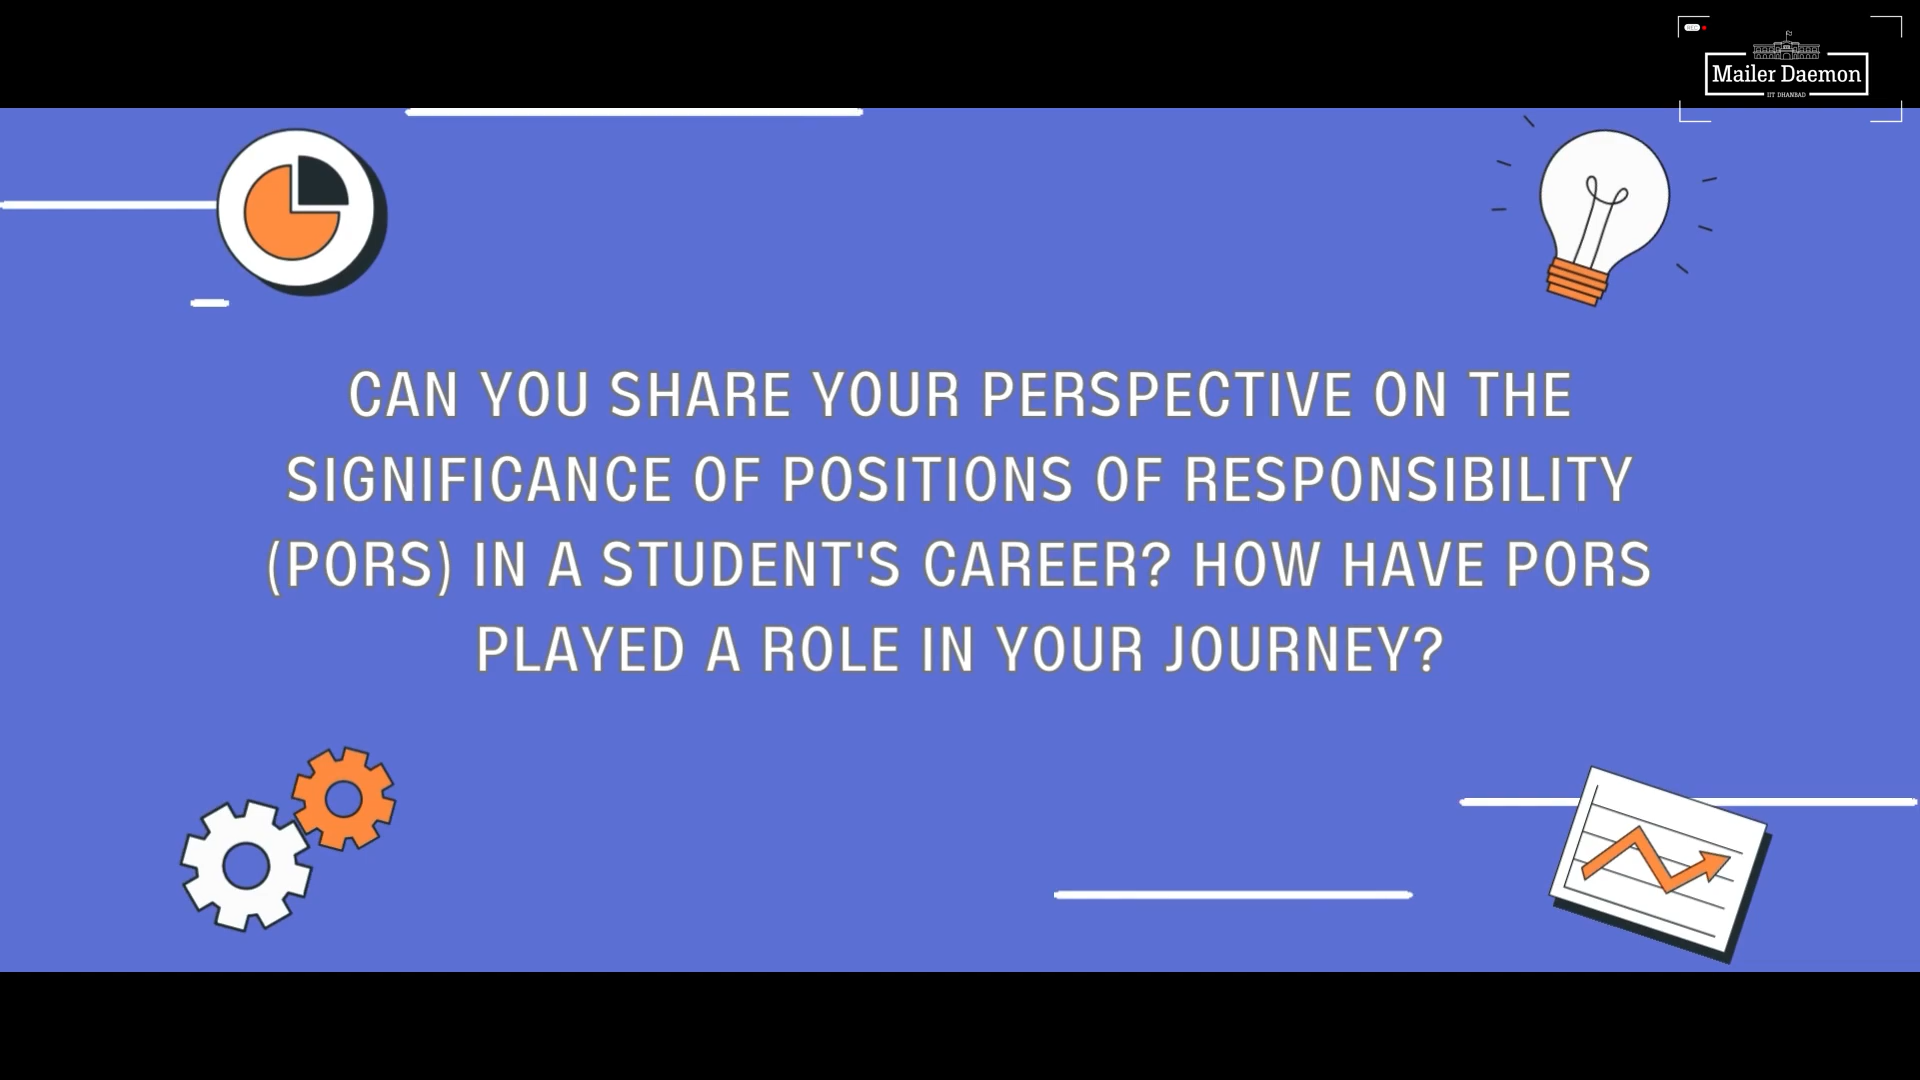 Mailer Daemon
IIT DHANBAD
CAN YOU SHARE YOUR PERSPECTIVE ON THE
SIGNIFICANCE OF POSITIONS OF RESPONSIBILITY
(PORS) IN A STUDENT'S CAREER? HOW HAVE PORS
PLAYED A ROLE IN YOUR JOURNEY?